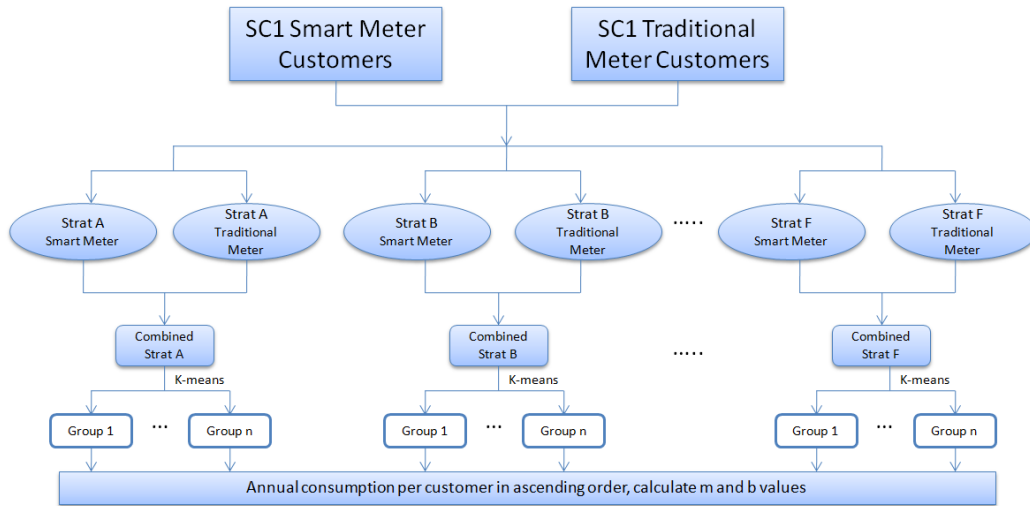 SC1 Smart Meter
Customers
SC1 Traditional
Meter Customers
Strat A
Smart Meter
Strat A
Traditional
Meter
Strat B
Smart Meter
Strat B
Traditional
Meter
.....
Strat F
Smart Meter
Strat F
Traditional
Meter
Combined
Strat A
Combined
Strat B
.....
Combined
Strat F
K-means
K-means
K-means
Group 1
...
Group n
Group 1
...
Group n
Group 1
...
Group n
Annual consumption per customer in ascending order, calculate m and b values